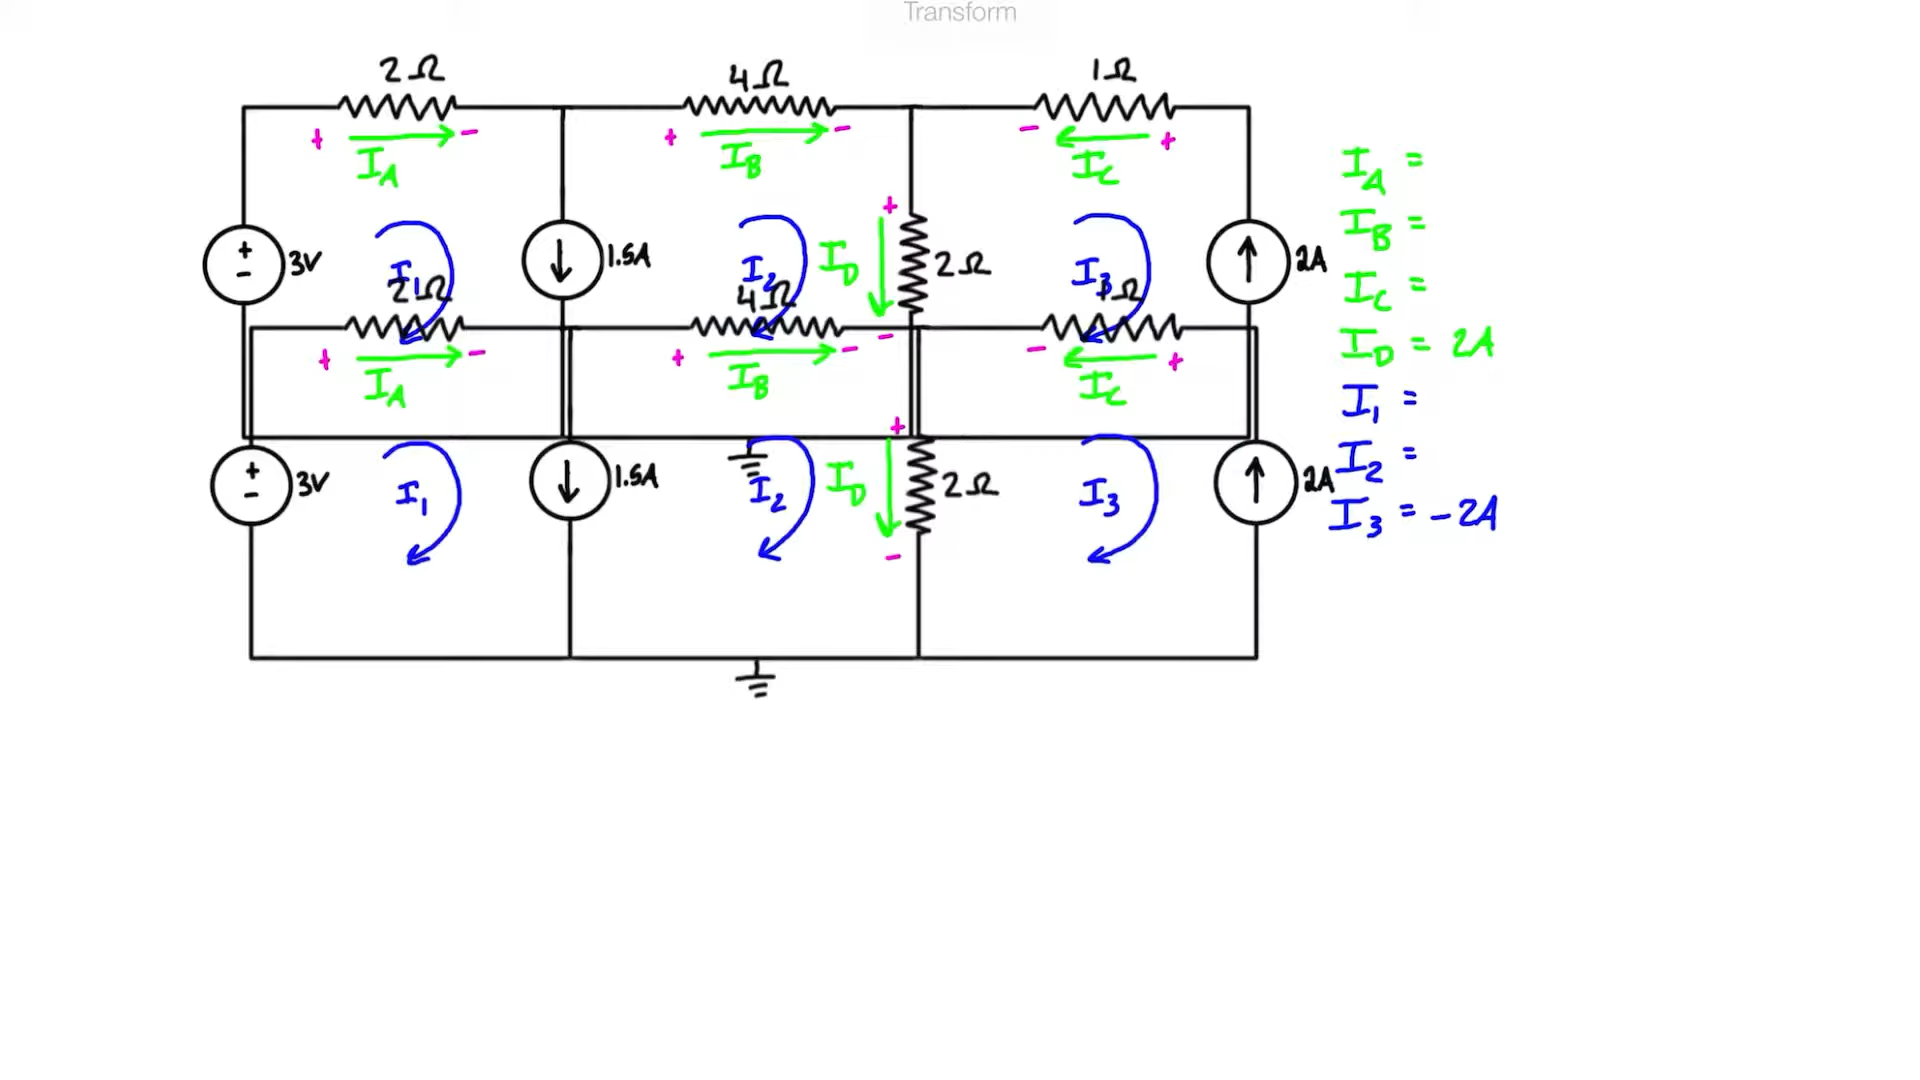 Transform
2Ω 4Ω 1Ω
+ - + - - +
I_A I_B I_C
I_A =
I_B =
+
+ - 3V I_1 1.5A I_2 I_D 2Ω I_3 2A
I_C =
2Ω 4Ω 1Ω
-
+ - + - - +
I_D = 2A
I_A I_B I_C
I_1 =
+
I_2 =
+ - 3V I_1 1.5A I_2 I_D 2Ω I_3 2A
I_3 = -2A
-